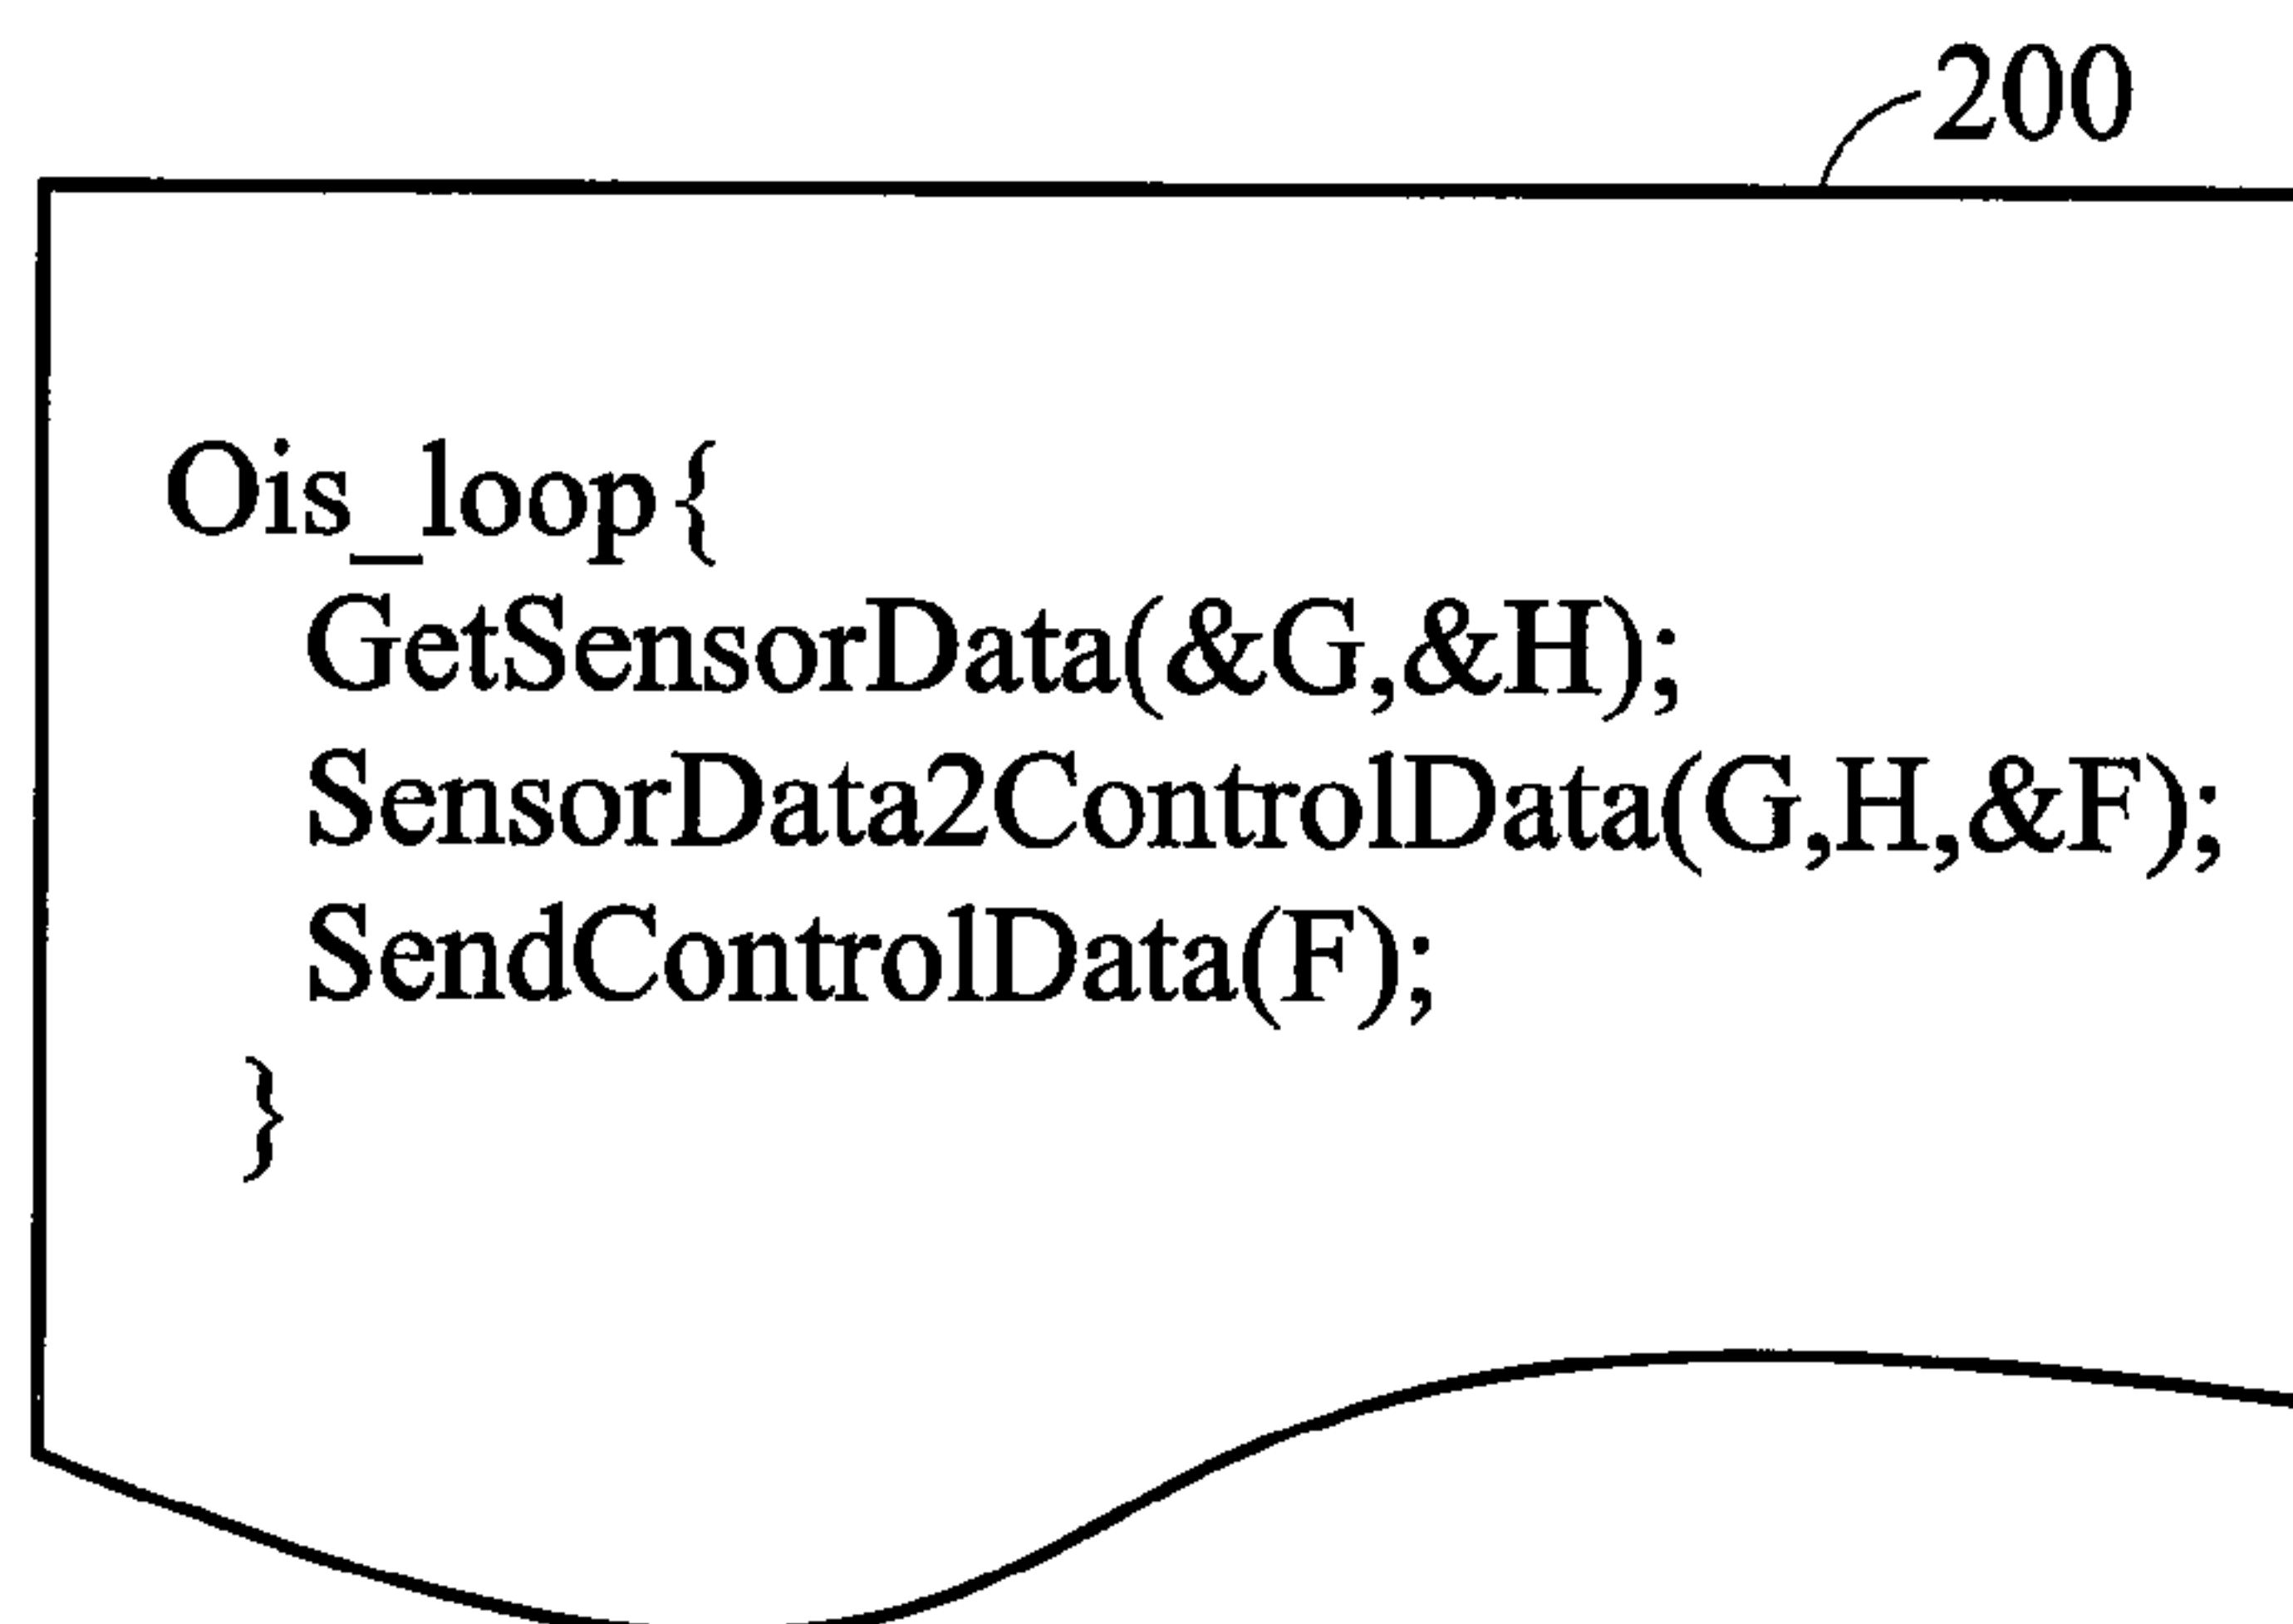 200
Ois_loop{
GetSensorData(&G,&H);
SensorData2ControlData(G,H,&F);
SendControlData(F);
}